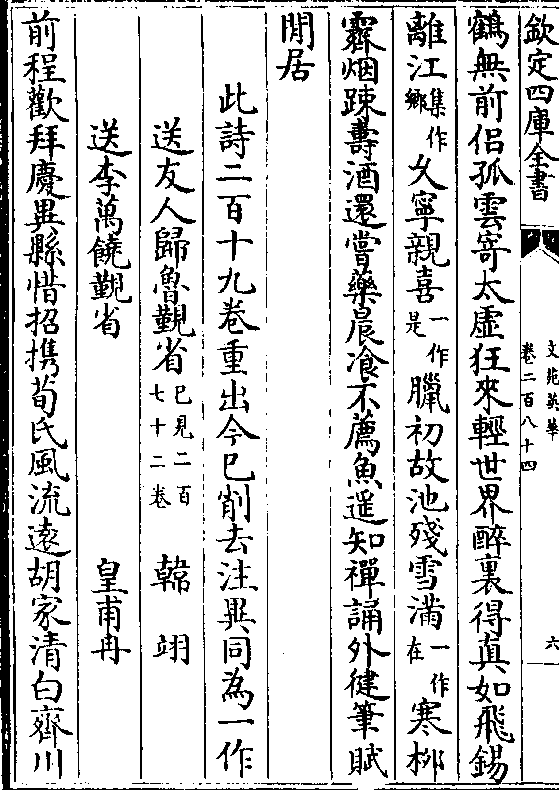 欽定四庫全書
文苑英華
卷二百八十四
六
鶴無前侣孤雲寄太虚狂來輕世界醉裏得真如飛錫
離江集作鄉乆寧親喜一作是臘初故池殘雪滿一作在寒栁
霽烟踈壽酒還嘗藥晨飡不薦魚遥知禪誦外健筆賦
閒居
此詩二百十九卷重出今已削去注異同為一作
送友人歸魯覲省已見二百七十二卷 韓翃
送李萬饒覲省 皇甫冉
前程歡拜慶異縣惜招携荀氏風流逺胡家清白齊川